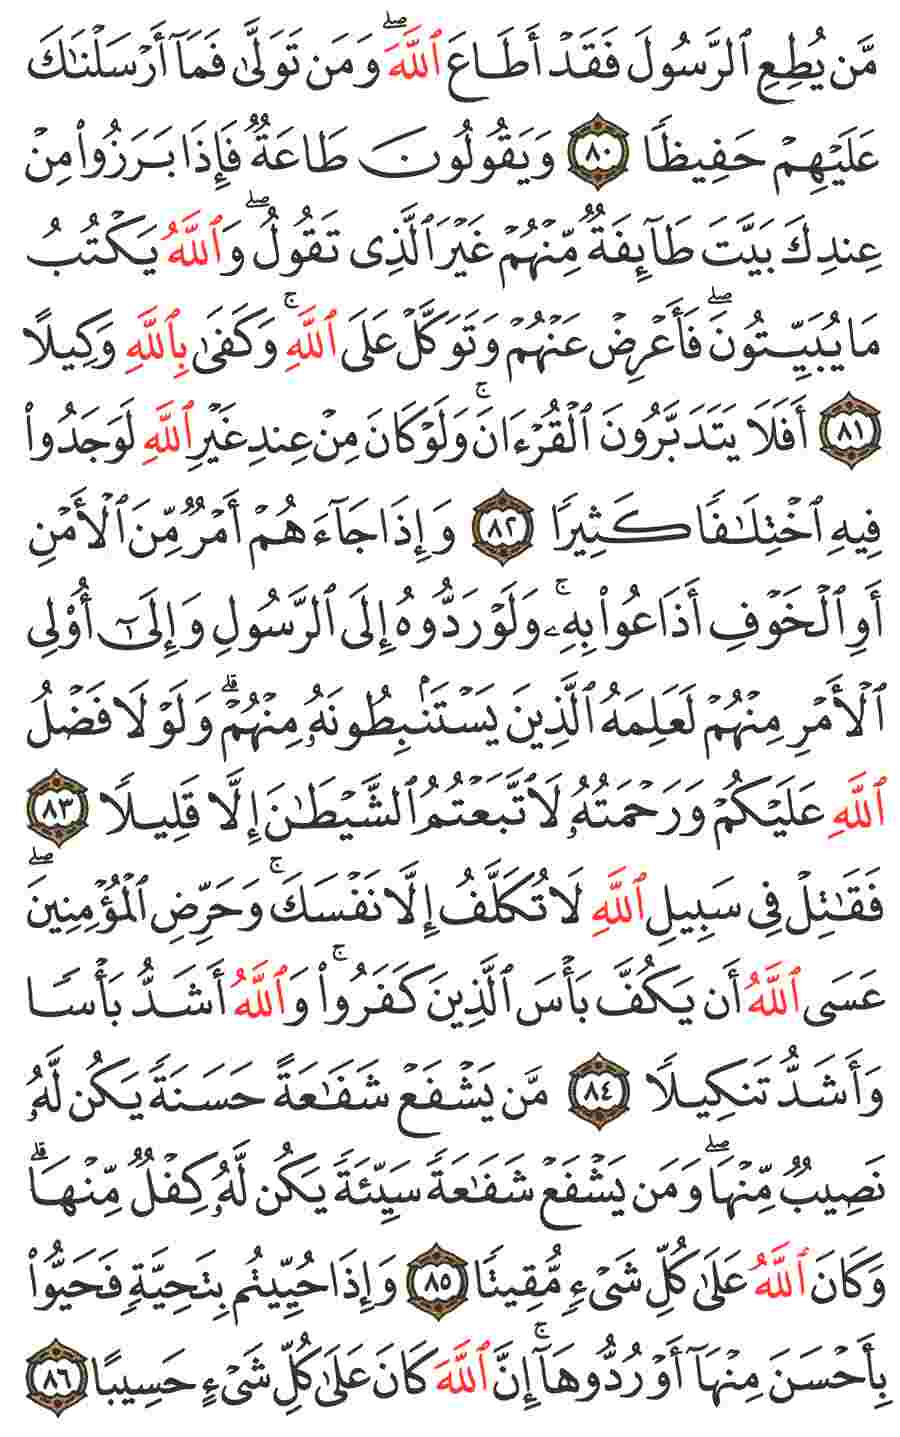 مَّن يُطِعِ ٱلرَّسُولَ فَقَدْ أَطَاعَ ٱللَّهَۖ وَمَن تَوَلَّىٰ فَمَآ أَرْسَلْنَٰكَ
عَلَيْهِمْ حَفِيظًا ٨٠ وَيَقُولُونَ طَاعَةٌ فَإِذَا بَرَزُوا۟ مِنْ
عِندِكَ بَيَّتَ طَآئِفَةٌ مِّنْهُمْ غَيْرَ ٱلَّذِى تَقُولُۖ وَٱللَّهُ يَكْتُبُ
مَا يُبَيِّتُونَۖ فَأَعْرِضْ عَنْهُمْ وَتَوَكَّلْ عَلَى ٱللَّهِۚ وَكَفَىٰ بِٱللَّهِ وَكِيلًا
٨١ أَفَلَا يَتَدَبَّرُونَ ٱلْقُرْءَانَۚ وَلَوْ كَانَ مِنْ عِندِ غَيْرِ ٱللَّهِ لَوَجَدُوا۟
فِيهِ ٱخْتِلَٰفًا كَثِيرًا ٨٢ وَإِذَا جَآءَهُمْ أَمْرٌ مِّنَ ٱلْأَمْنِ
أَوِ ٱلْخَوْفِ أَذَاعُوا۟ بِهِۦۚ وَلَوْ رَدُّوهُ إِلَى ٱلرَّسُولِ وَإِلَىٰٓ أُو۟لِى
ٱلْأَمْرِ مِنْهُمْ لَعَلِمَهُ ٱلَّذِينَ يَسْتَنۢبِطُونَهُۥ مِنْهُمْۗ وَلَوْلَا فَضْلُ
ٱللَّهِ عَلَيْكُمْ وَرَحْمَتُهُۥ لَٱتَّبَعْتُمُ ٱلشَّيْطَٰنَ إِلَّا قَلِيلًا ٨٣
فَقَٰتِلْ فِى سَبِيلِ ٱللَّهِ لَا تُكَلَّفُ إِلَّا نَفْسَكَۚ وَحَرِّضِ ٱلْمُؤْمِنِينَۖ
عَسَى ٱللَّهُ أَن يَكُفَّ بَأْسَ ٱلَّذِينَ كَفَرُوا۟ۚ وَٱللَّهُ أَشَدُّ بَأْسًا
وَأَشَدُّ تَنكِيلًا ٨٤ مَّن يَشْفَعْ شَفَٰعَةً حَسَنَةً يَكُن لَّهُۥ
نَصِيبٌ مِّنْهَاۖ وَمَن يَشْفَعْ شَفَٰعَةً سَيِّئَةً يَكُن لَّهُۥ كِفْلٌ مِّنْهَاۗ
وَكَانَ ٱللَّهُ عَلَىٰ كُلِّ شَىْءٍ مُّقِيتًا ٨٥ وَإِذَا حُيِّيتُم بِتَحِيَّةٍ فَحَيُّوا۟
بِأَحْسَنَ مِنْهَآ أَوْ رُدُّوهَآۚ إِنَّ ٱللَّهَ كَانَ عَلَىٰ كُلِّ شَىْءٍ حَسِيبًا ٨٦